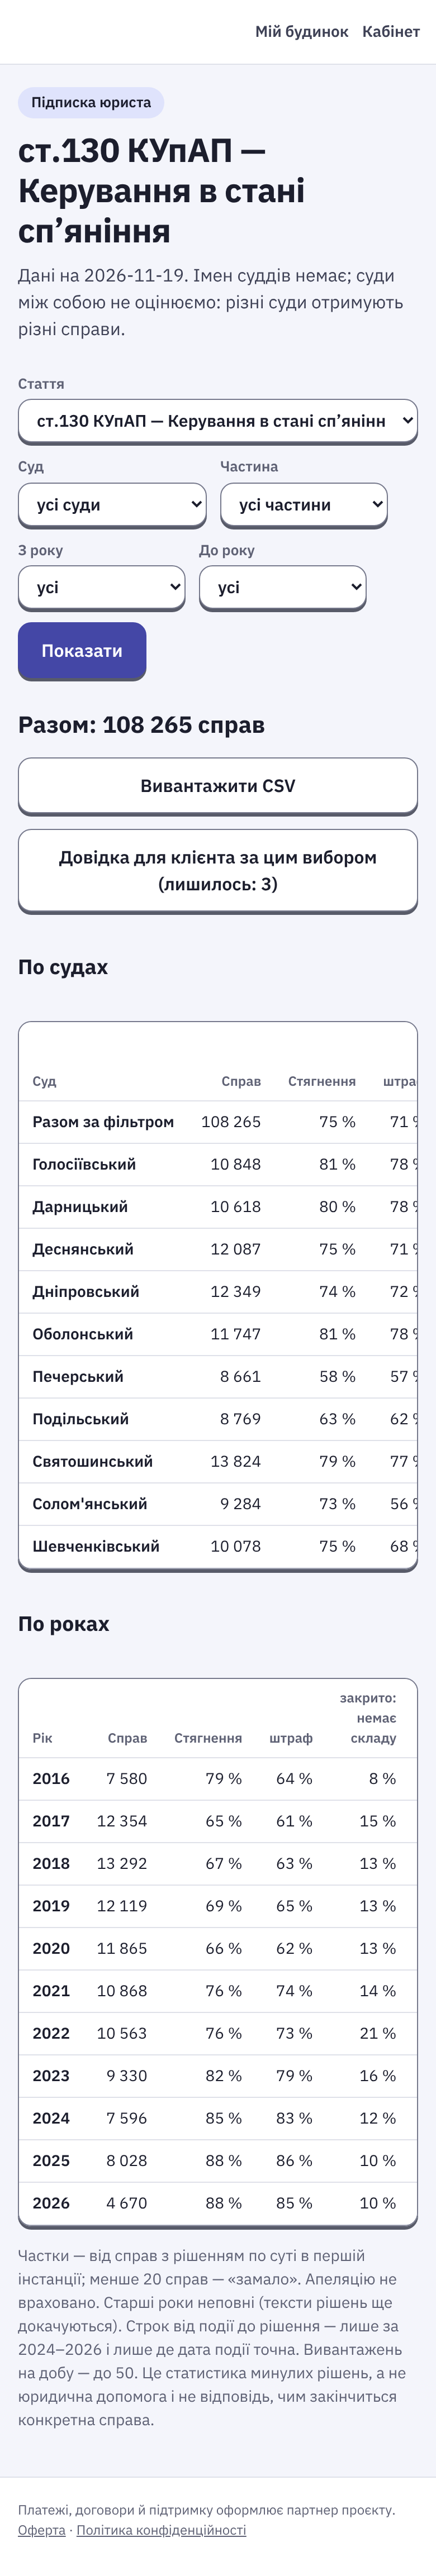 Мій будинок Кабінет
Підписка юриста
ст.130 КУпАП —
Керування в стані
сп’яніння
Дані на 2026-11-19. Імен суддів немає; суди
між собою не оцінюємо: різні суди отримують
різні справи.
Стаття
ст.130 КУпАП — Керування в стані сп’янінн
Суд Частина
усі суди усі частини
З року До року
усі усі
Показати
Разом: 108 265 справ
Вивантажити CSV
Довідка для клієнта за цим вибором
(лишилось: 3)
По судах
Суд Справ Стягнення штра
Разом за фільтром 108 265 75 % 71 %
Голосіївський 10 848 81 % 78 %
Дарницький 10 618 80 % 78 %
Деснянський 12 087 75 % 71 %
Дніпровський 12 349 74 % 72 %
Оболонський 11 747 81 % 78 %
Печерський 8 661 58 % 57 %
Подільський 8 769 63 % 62 %
Святошинський 13 824 79 % 77 %
Солом'янський 9 284 73 % 56 %
Шевченківський 10 078 75 % 68 %
По роках
закрито:
немає
Рік Справ Стягнення штраф складу
2016 7 580 79 % 64 % 8 %
2017 12 354 65 % 61 % 15 %
2018 13 292 67 % 63 % 13 %
2019 12 119 69 % 65 % 13 %
2020 11 865 66 % 62 % 13 %
2021 10 868 76 % 74 % 14 %
2022 10 563 76 % 73 % 21 %
2023 9 330 82 % 79 % 16 %
2024 7 596 85 % 83 % 12 %
2025 8 028 88 % 86 % 10 %
2026 4 670 88 % 85 % 10 %
Частки — від справ з рішенням по суті в першій
інстанції; менше 20 справ — «замало». Апеляцію не
враховано. Старші роки неповні (тексти рішень ще
докачуються). Строк від події до рішення — лише за
2024–2026 і лише де дата події точна. Вивантажень
на добу — до 50. Це статистика минулих рішень, а не
юридична допомога і не відповідь, чим закінчиться
конкретна справа.
Платежі, договори й підтримку оформлює партнер проєкту.
Оферта · Політика конфіденційності